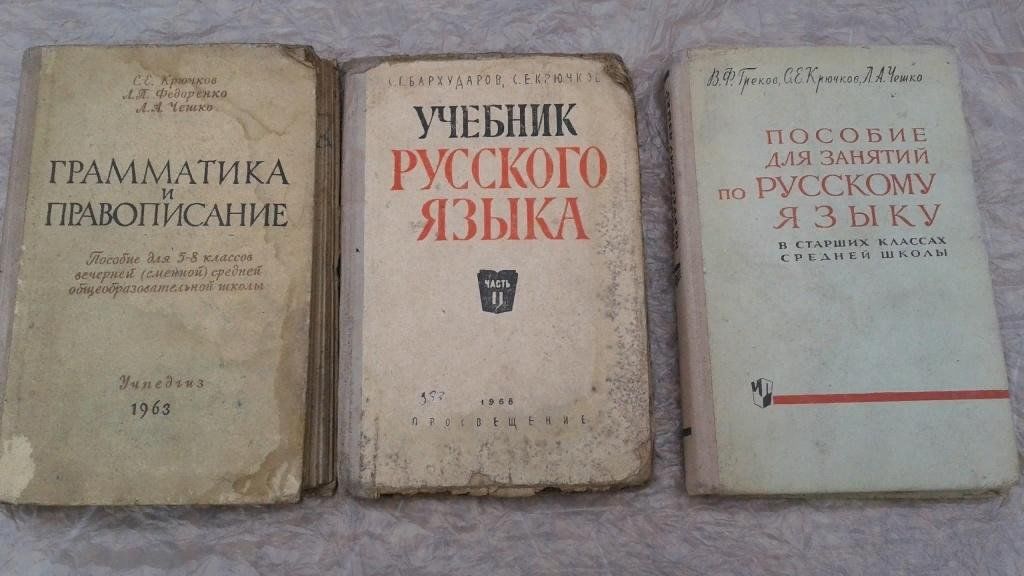 С.Е. Крючков
Л.П. Федоренко
Л.А. Чешко
ГРАММАТИКА
и
ПРАВОПИСАНИЕ
Пособие для 5-8 классов
вечерней (сменной) средней
общеобразовательной школы
Учпедгиз
1963
С.Г. БАРХУДАРОВ, С.Е. КРЮЧКОВ
УЧЕБНИК
РУССКОГО
ЯЗЫКА
ЧАСТЬ
II
1968
ПРОСВЕЩЕНИЕ
В.Ф. Греков, С.Е. Крючков, Л.А. Чешко
ПОСОБИЕ
ДЛЯ ЗАНЯТИЙ
ПО РУССКОМУ
ЯЗЫКУ
В СТАРШИХ КЛАССАХ
СРЕДНЕЙ ШКОЛЫ